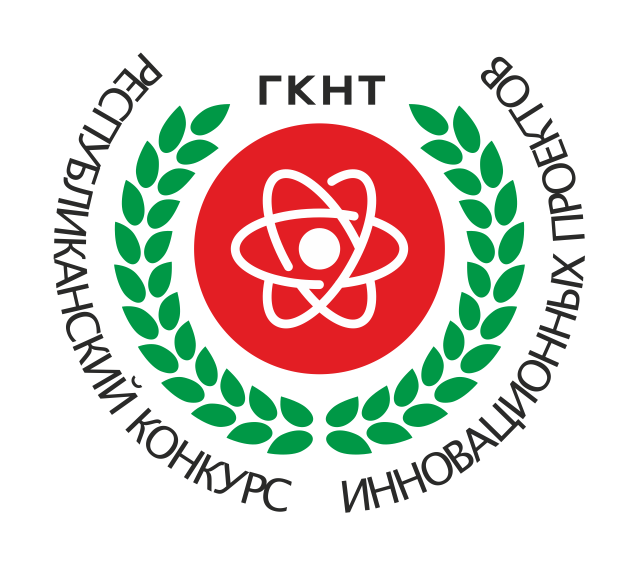 ГКНТ
РЕСПУБЛИКАНСКИЙ КОНКУРС
ИННОВАЦИОННЫХ ПРОЕКТОВ